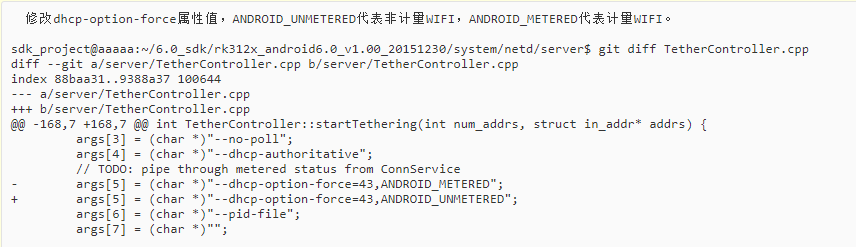 修改dhcp-option-force属性值，ANDROID_UNMETERED代表非计量WIFI，ANDROID_METERED代表计量WIFI。
sdk_project@aaaaa:~/6.0_sdk/rk312x_android6.0_v1.00_20151230/system/netd/server$ git diff TetherController.cpp
diff --git a/server/TetherController.cpp b/server/TetherController.cpp
index 88baa31..9388a37 100644
--- a/server/TetherController.cpp
+++ b/server/TetherController.cpp
@@ -168,7 +168,7 @@ int TetherController::startTethering(int num_addrs, struct in_addr* addrs) {
         args[3] = (char *)"--no-poll";
         args[4] = (char *)"--dhcp-authoritative";
         // TODO: pipe through metered status from ConnService
-        args[5] = (char *)"--dhcp-option-force=43,ANDROID_METERED";
+        args[5] = (char *)"--dhcp-option-force=43,ANDROID_UNMETERED";
         args[6] = (char *)"--pid-file";
         args[7] = (char *)"";